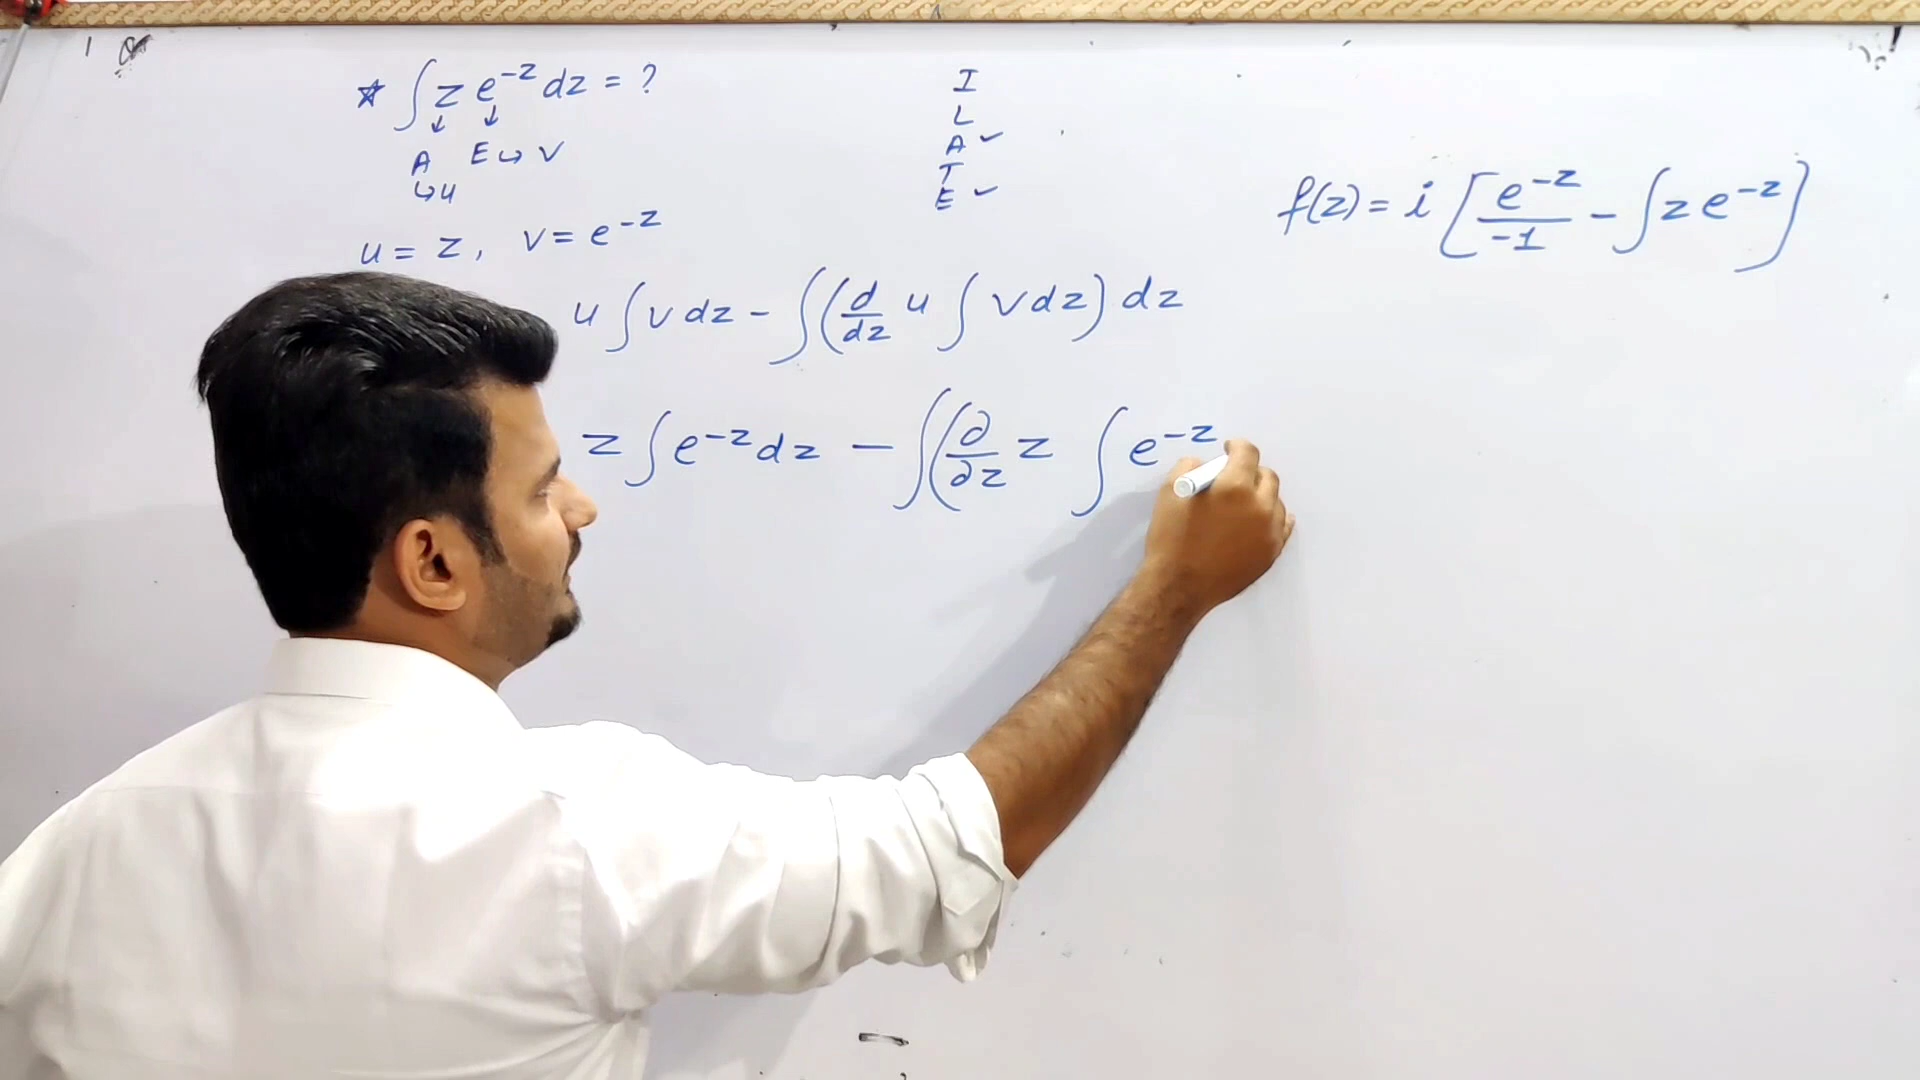 ☆ ∫ z e^{-z} dz = ?
↓ ↓
A E ↪ V
↪ u
u = z, v = e^{-z}
I
L
A ✓
T
E ✓
u ∫ v dz - ∫ (d/dz u ∫ v dz) dz
z ∫ e^{-z} dz - ∫ (∂/∂z z ∫ e^{-z}
f(z) = i [e^{-z}/-1 - ∫ z e^{-z}]